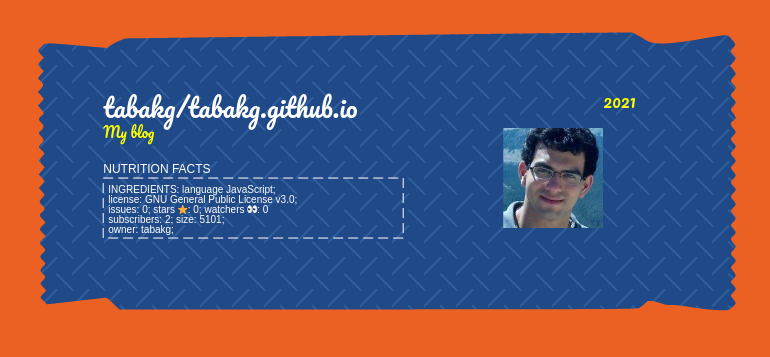 tabakg/tabakg.github.io
My blog
2021
NUTRITION FACTS
INGREDIENTS: language JavaScript;
license: GNU General Public License v3.0;
issues: 0; stars ⭐: 0; watchers 👀: 0
subscribers: 2; size: 5101;
owner: tabakg;